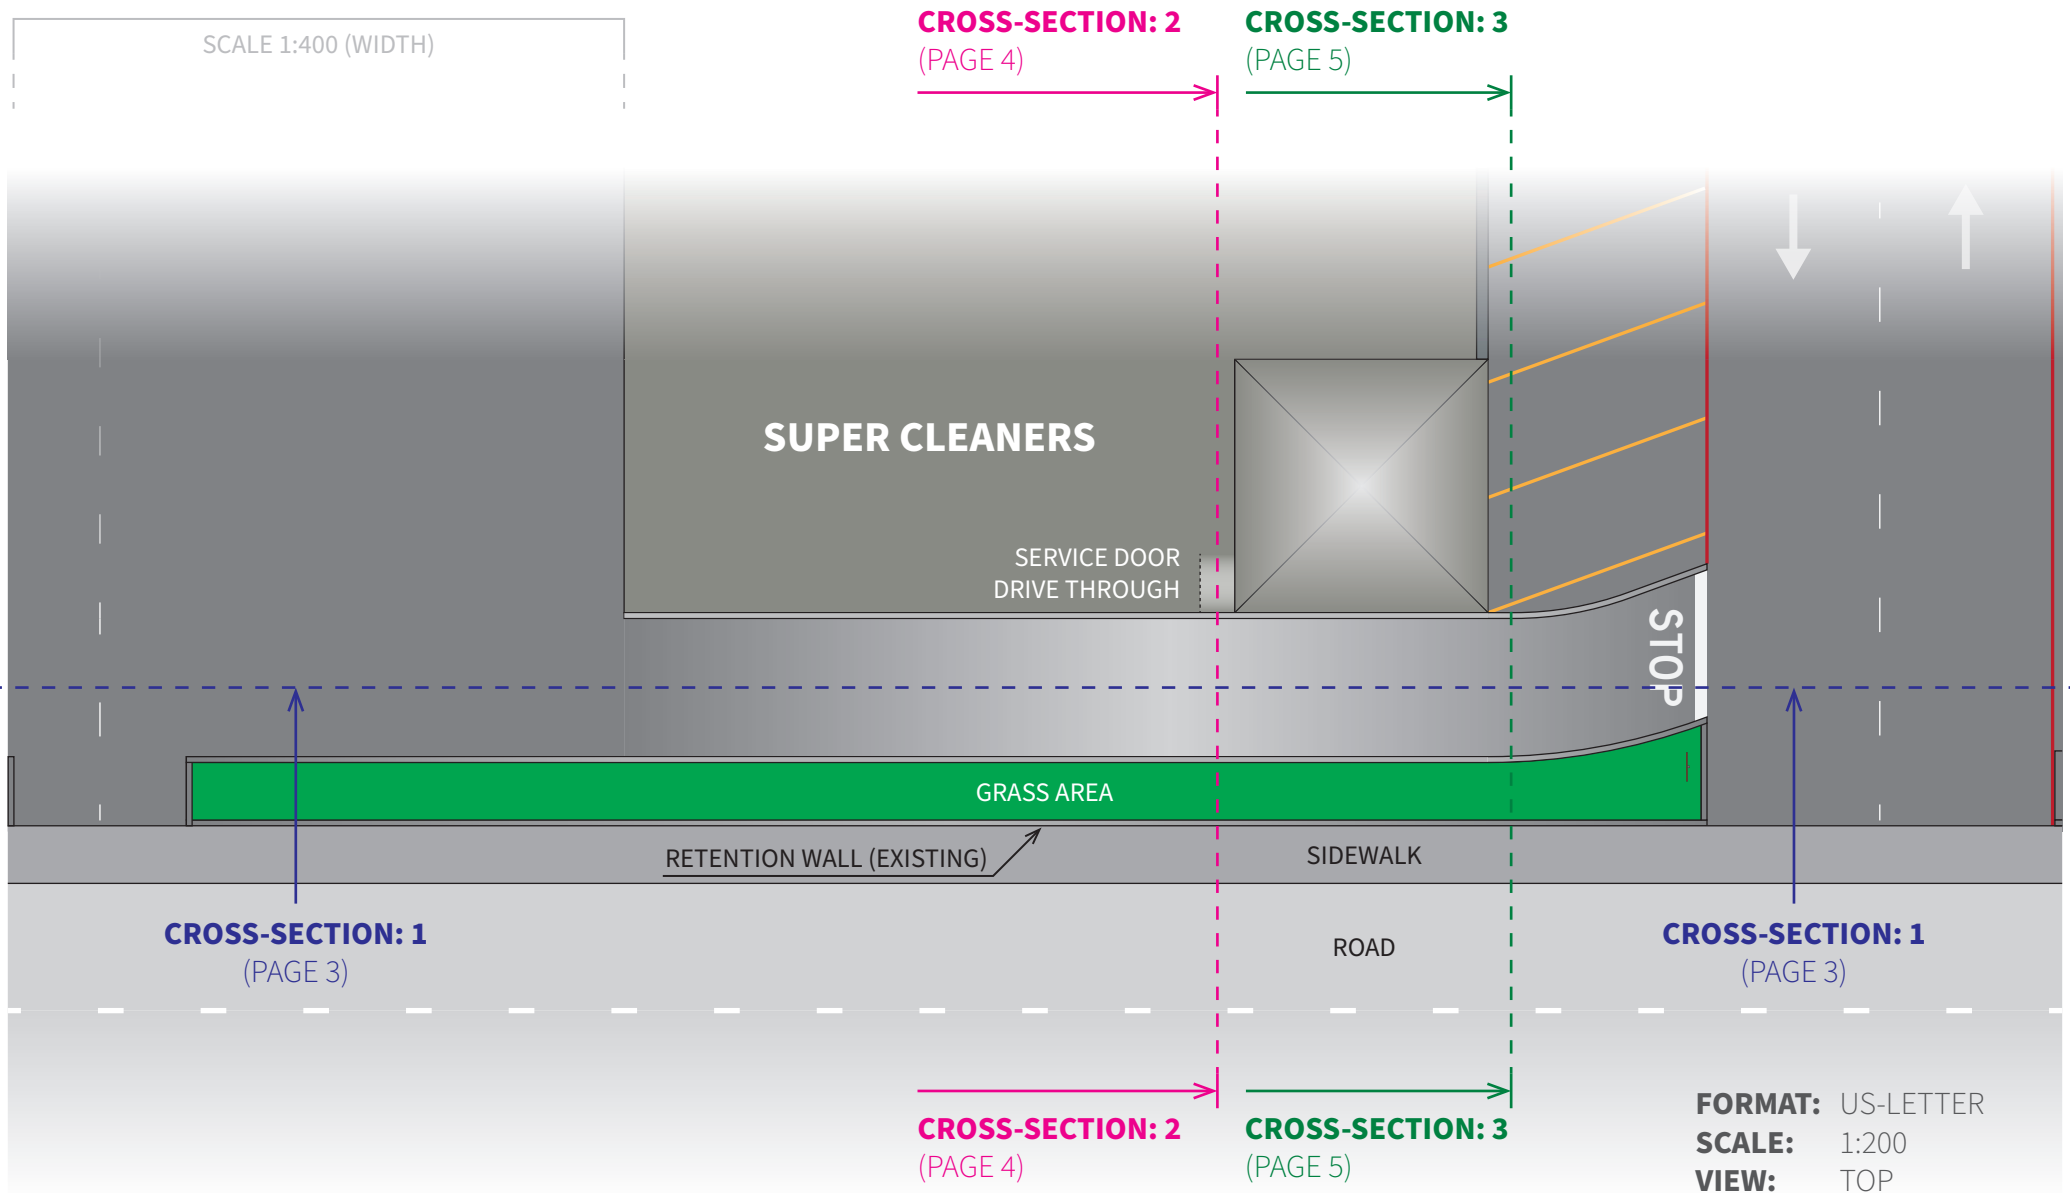 SCALE 1:400 (WIDTH)
CROSS-SECTION: 2
(PAGE 4)
CROSS-SECTION: 3
(PAGE 5)
SUPER CLEANERS
SERVICE DOOR
DRIVE THROUGH
STOP
GRASS AREA
RETENTION WALL (EXISTING)
SIDEWALK
CROSS-SECTION: 1
(PAGE 3)
ROAD
CROSS-SECTION: 1
(PAGE 3)
CROSS-SECTION: 2
(PAGE 4)
CROSS-SECTION: 3
(PAGE 5)
FORMAT: US-LETTER
SCALE: 1:200
VIEW: TOP